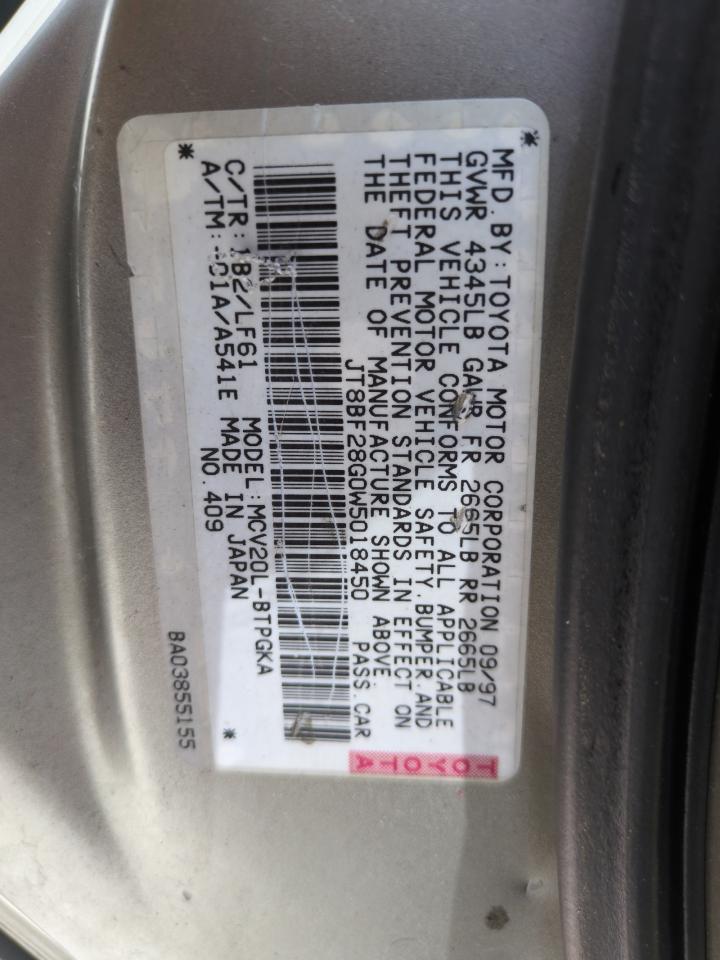 MFD.BY:TOYOTA MOTOR CORPORATION 09/97
GVWR 4345LB GAWR FR 2665LB RR 2665LB
THIS VEHICLE CONFORMS TO ALL APPLICABLE
FEDERAL MOTOR VEHICLE SAFETY,BUMPER,AND
THEFT PREVENTION STANDARDS IN EFFECT ON
THE DATE OF MANUFACTURE SHOWN ABOVE.
JT8BF28G0W5018450 PASS.CAR
C/TR: 1B2/LF61 MODEL:MCV20L-BTPGKA
A/TM: 01A/A541E MADE IN JAPAN
NO.409
BA03855155
TOYOTA